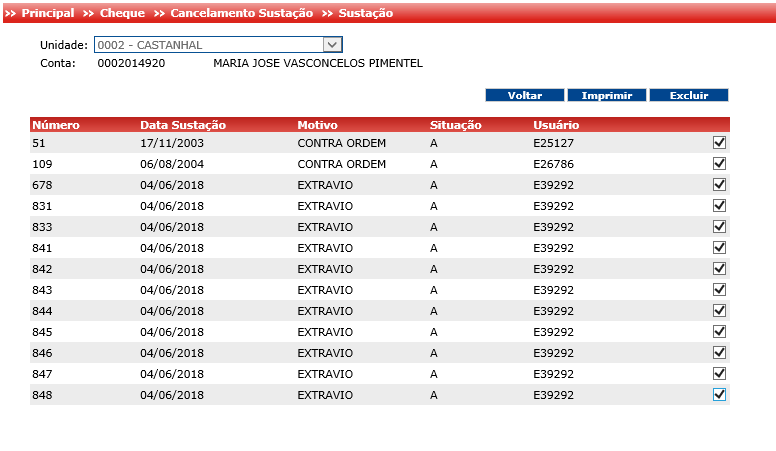 >> Principal >> Cheque >> Cancelamento Sustação >> Sustação
Unidade: 0002 - CASTANHAL
Conta: 0002014920 MARIA JOSE VASCONCELOS PIMENTEL
Voltar Imprimir Excluir
Número Data Sustação Motivo Situação Usuário
51 17/11/2003 CONTRA ORDEM A E25127
109 06/08/2004 CONTRA ORDEM A E26786
678 04/06/2018 EXTRAVIO A E39292
831 04/06/2018 EXTRAVIO A E39292
833 04/06/2018 EXTRAVIO A E39292
841 04/06/2018 EXTRAVIO A E39292
842 04/06/2018 EXTRAVIO A E39292
843 04/06/2018 EXTRAVIO A E39292
844 04/06/2018 EXTRAVIO A E39292
845 04/06/2018 EXTRAVIO A E39292
846 04/06/2018 EXTRAVIO A E39292
847 04/06/2018 EXTRAVIO A E39292
848 04/06/2018 EXTRAVIO A E39292